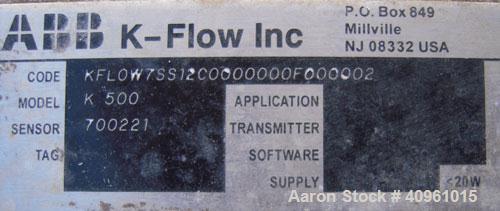 ABB K-Flow Inc
P.O. Box 849
Millville
NJ 08332 USA
CODE KFLOW7SS12C0000000F000002
MODEL K 500 APPLICATION
SENSOR 700221 TRANSMITTER
TAG SOFTWARE
SUPPLY <20W
Aaron Stock # 40961015